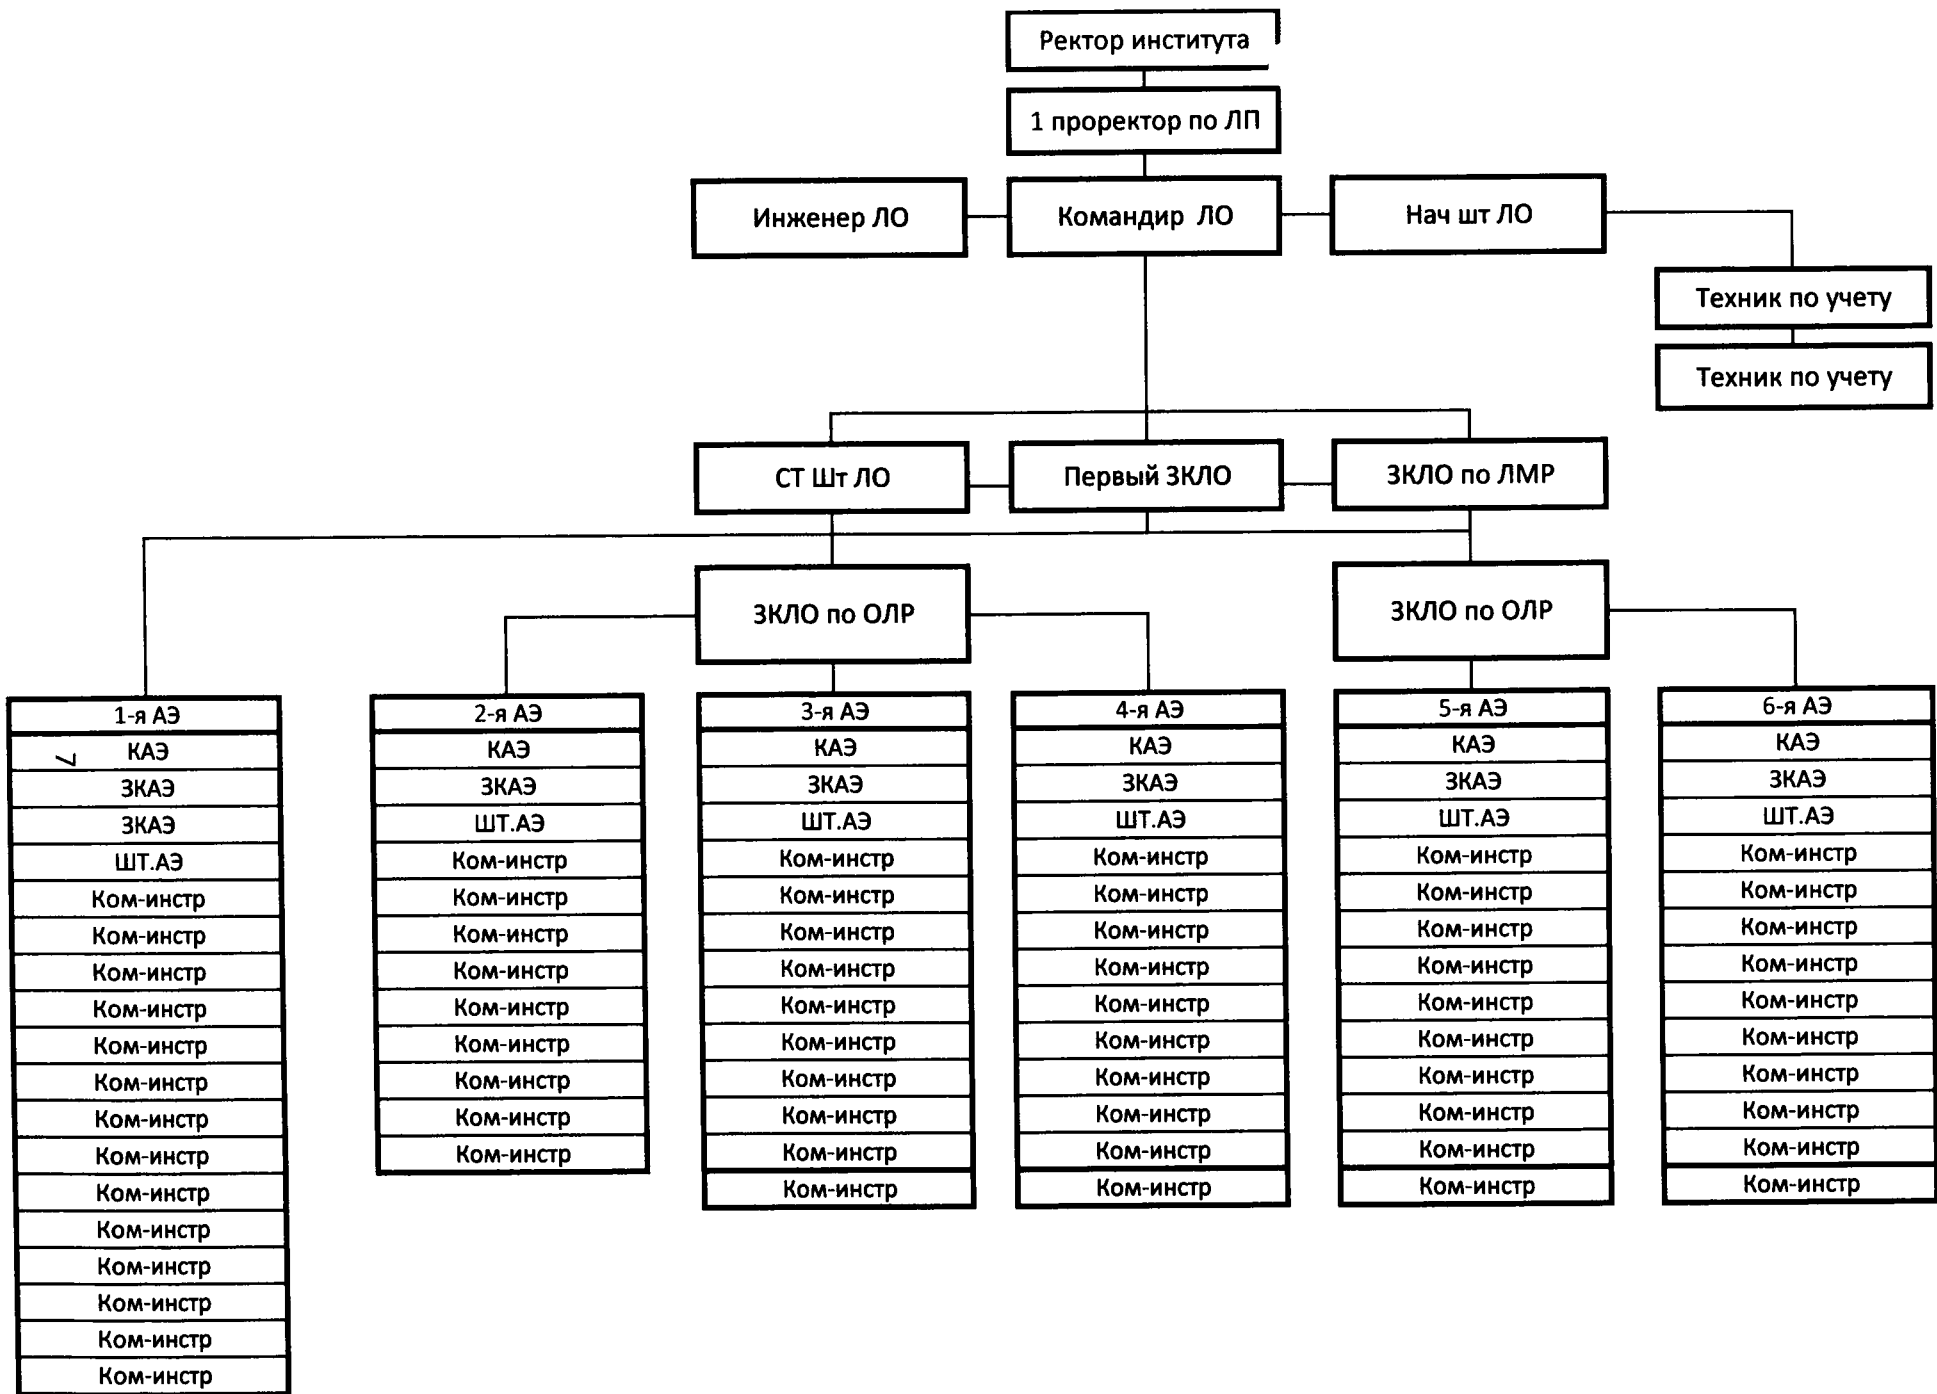 Ректор института
1 проректор по ЛП
Инженер ЛО
Командир ЛО
Нач шт ЛО
Техник по учету
Техник по учету
СТ Шт ЛО
Первый ЗКЛО
ЗКЛО по ЛМР
ЗКЛО по ОЛР
ЗКЛО по ОЛР
1-я АЭ
КАЭ
7
ЗКАЭ
ЗКАЭ
ШТ.АЭ
Ком-инстр
Ком-инстр
Ком-инстр
Ком-инстр
Ком-инстр
Ком-инстр
Ком-инстр
Ком-инстр
Ком-инстр
Ком-инстр
Ком-инстр
Ком-инстр
Ком-инстр
Ком-инстр
2-я АЭ
КАЭ
ЗКАЭ
ШТ.АЭ
Ком-инстр
Ком-инстр
Ком-инстр
Ком-инстр
Ком-инстр
Ком-инстр
Ком-инстр
Ком-инстр
Ком-инстр
3-я АЭ
КАЭ
ЗКАЭ
ШТ.АЭ
Ком-инстр
Ком-инстр
Ком-инстр
Ком-инстр
Ком-инстр
Ком-инстр
Ком-инстр
Ком-инстр
Ком-инстр
Ком-инстр
4-я АЭ
КАЭ
ЗКАЭ
ШТ.АЭ
Ком-инстр
Ком-инстр
Ком-инстр
Ком-инстр
Ком-инстр
Ком-инстр
Ком-инстр
Ком-инстр
Ком-инстр
Ком-инстр
5-я АЭ
КАЭ
ЗКАЭ
ШТ.АЭ
Ком-инстр
Ком-инстр
Ком-инстр
Ком-инстр
Ком-инстр
Ком-инстр
Ком-инстр
Ком-инстр
Ком-инстр
Ком-инстр
6-я АЭ
КАЭ
ЗКАЭ
ШТ.АЭ
Ком-инстр
Ком-инстр
Ком-инстр
Ком-инстр
Ком-инстр
Ком-инстр
Ком-инстр
Ком-инстр
Ком-инстр
Ком-инстр